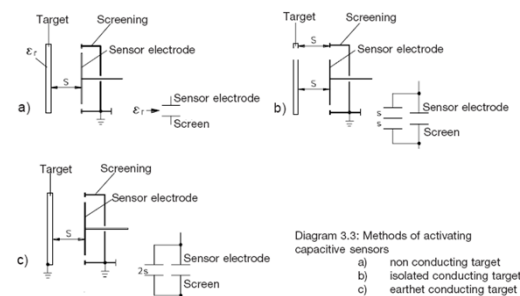 Target Screening
εr
Sensor electrode
S
a)
Sensor electrode
εr
Screen
Target Screening
S
Sensor electrode
S
b)
s
s
Sensor electrode
Screen
Target Screening
Sensor electrode
S
c)
2s
Sensor electrode
Screen
Diagram 3.3: Methods of activating
capacitive sensors
a) non conducting target
b) isolated conducting target
c) earthet conducting target